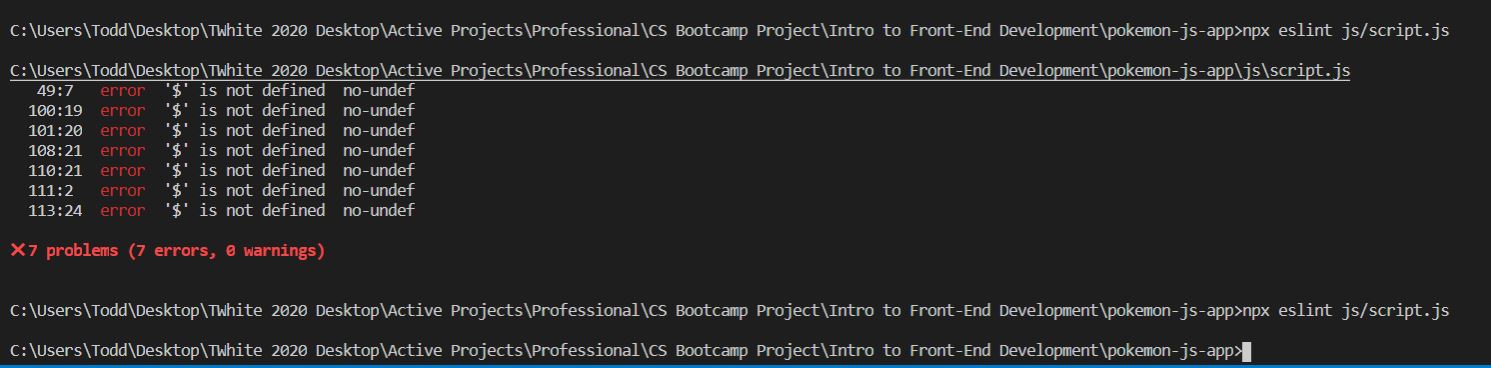 C:\Users\Todd\Desktop\TWhite 2020 Desktop\Active Projects\Professional\CS Bootcamp Project\Intro to Front-End Development\pokemon-js-app>npx eslint js/script.js
C:\Users\Todd\Desktop\TWhite 2020 Desktop\Active Projects\Professional\CS Bootcamp Project\Intro to Front-End Development\pokemon-js-app\js\script.js
49:7 error '$' is not defined no-undef
100:19 error '$' is not defined no-undef
101:20 error '$' is not defined no-undef
108:21 error '$' is not defined no-undef
110:21 error '$' is not defined no-undef
111:2 error '$' is not defined no-undef
113:24 error '$' is not defined no-undef
✕7 problems (7 errors, 0 warnings)
C:\Users\Todd\Desktop\TWhite 2020 Desktop\Active Projects\Professional\CS Bootcamp Project\Intro to Front-End Development\pokemon-js-app>npx eslint js/script.js
C:\Users\Todd\Desktop\TWhite 2020 Desktop\Active Projects\Professional\CS Bootcamp Project\Intro to Front-End Development\pokemon-js-app>